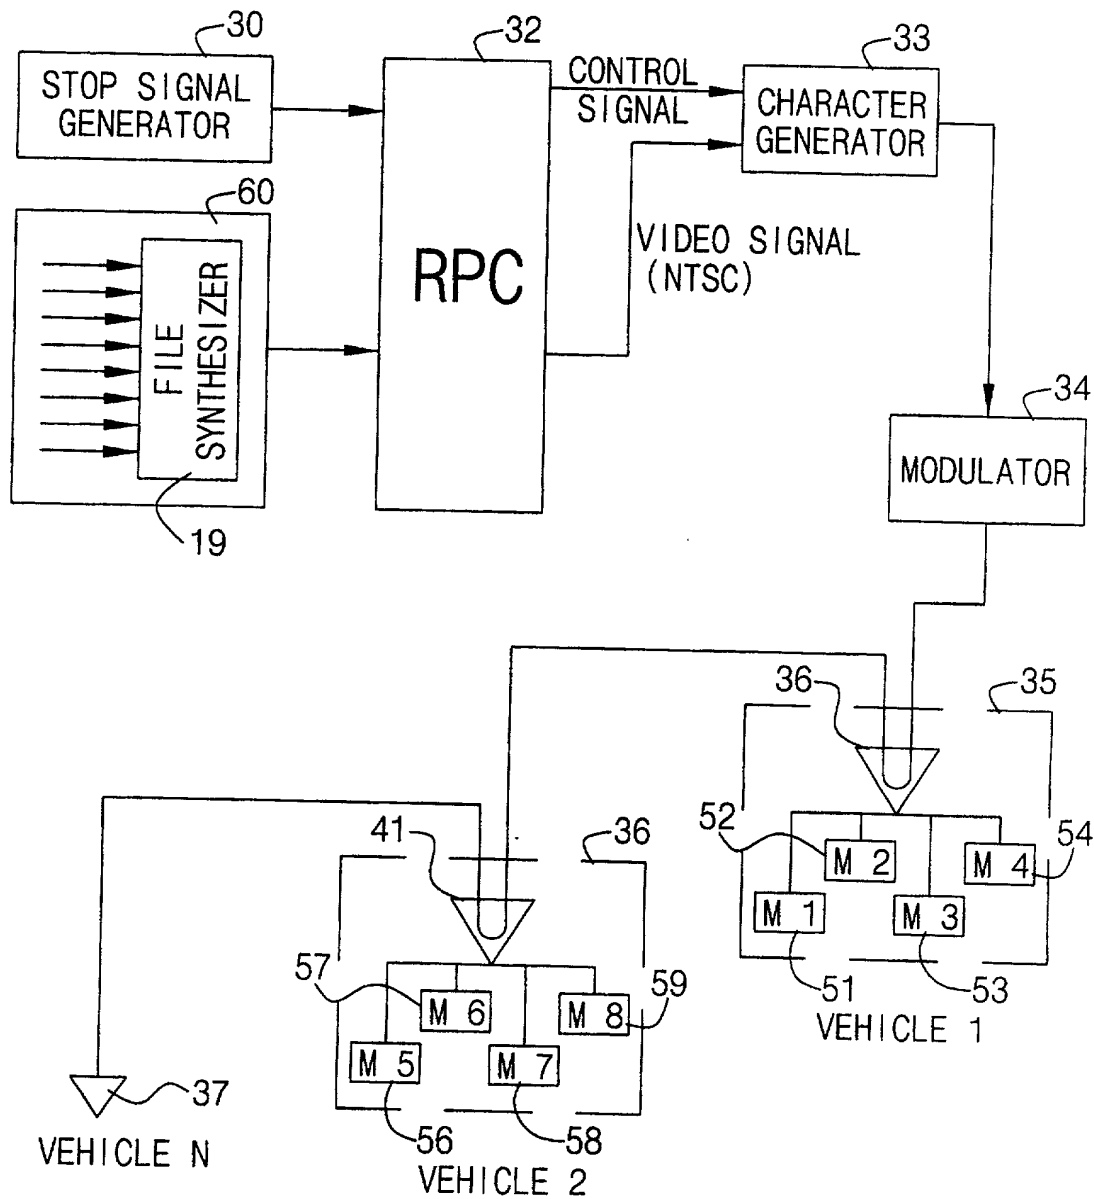 30
STOP SIGNAL
GENERATOR
32
RPC
CONTROL
SIGNAL
33
CHARACTER
GENERATOR
60
FILE
SYNTHESIZER
19
VIDEO SIGNAL
(NTSC)
34
MODULATOR
36
35
52
54
M 2
M 4
M 1
M 3
51
53
VEHICLE 1
41
36
57
59
M 6
M 8
M 5
M 7
56
58
VEHICLE 2
37
VEHICLE N